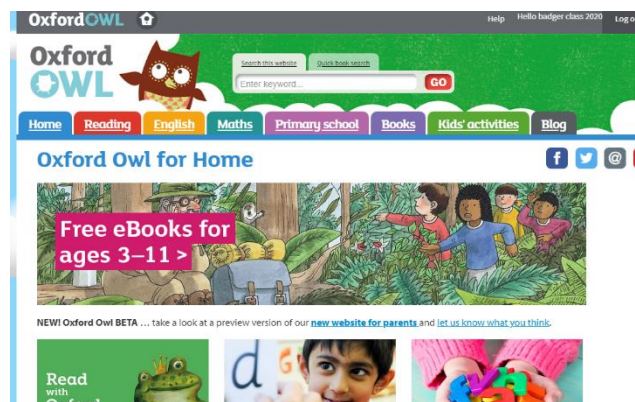 OxfordOWL
Help Hello badger class 2020 Log o
Oxford
OWL
Search this website Quick book search
Enter keyword... GO
Home Reading English Maths Primary school Books Kids' activities Blog
Oxford Owl for Home
Free eBooks for
ages 3–11 >
NEW! Oxford Owl BETA ... take a look at a preview version of our new website for parents and let us know what you think.
Read
with
d